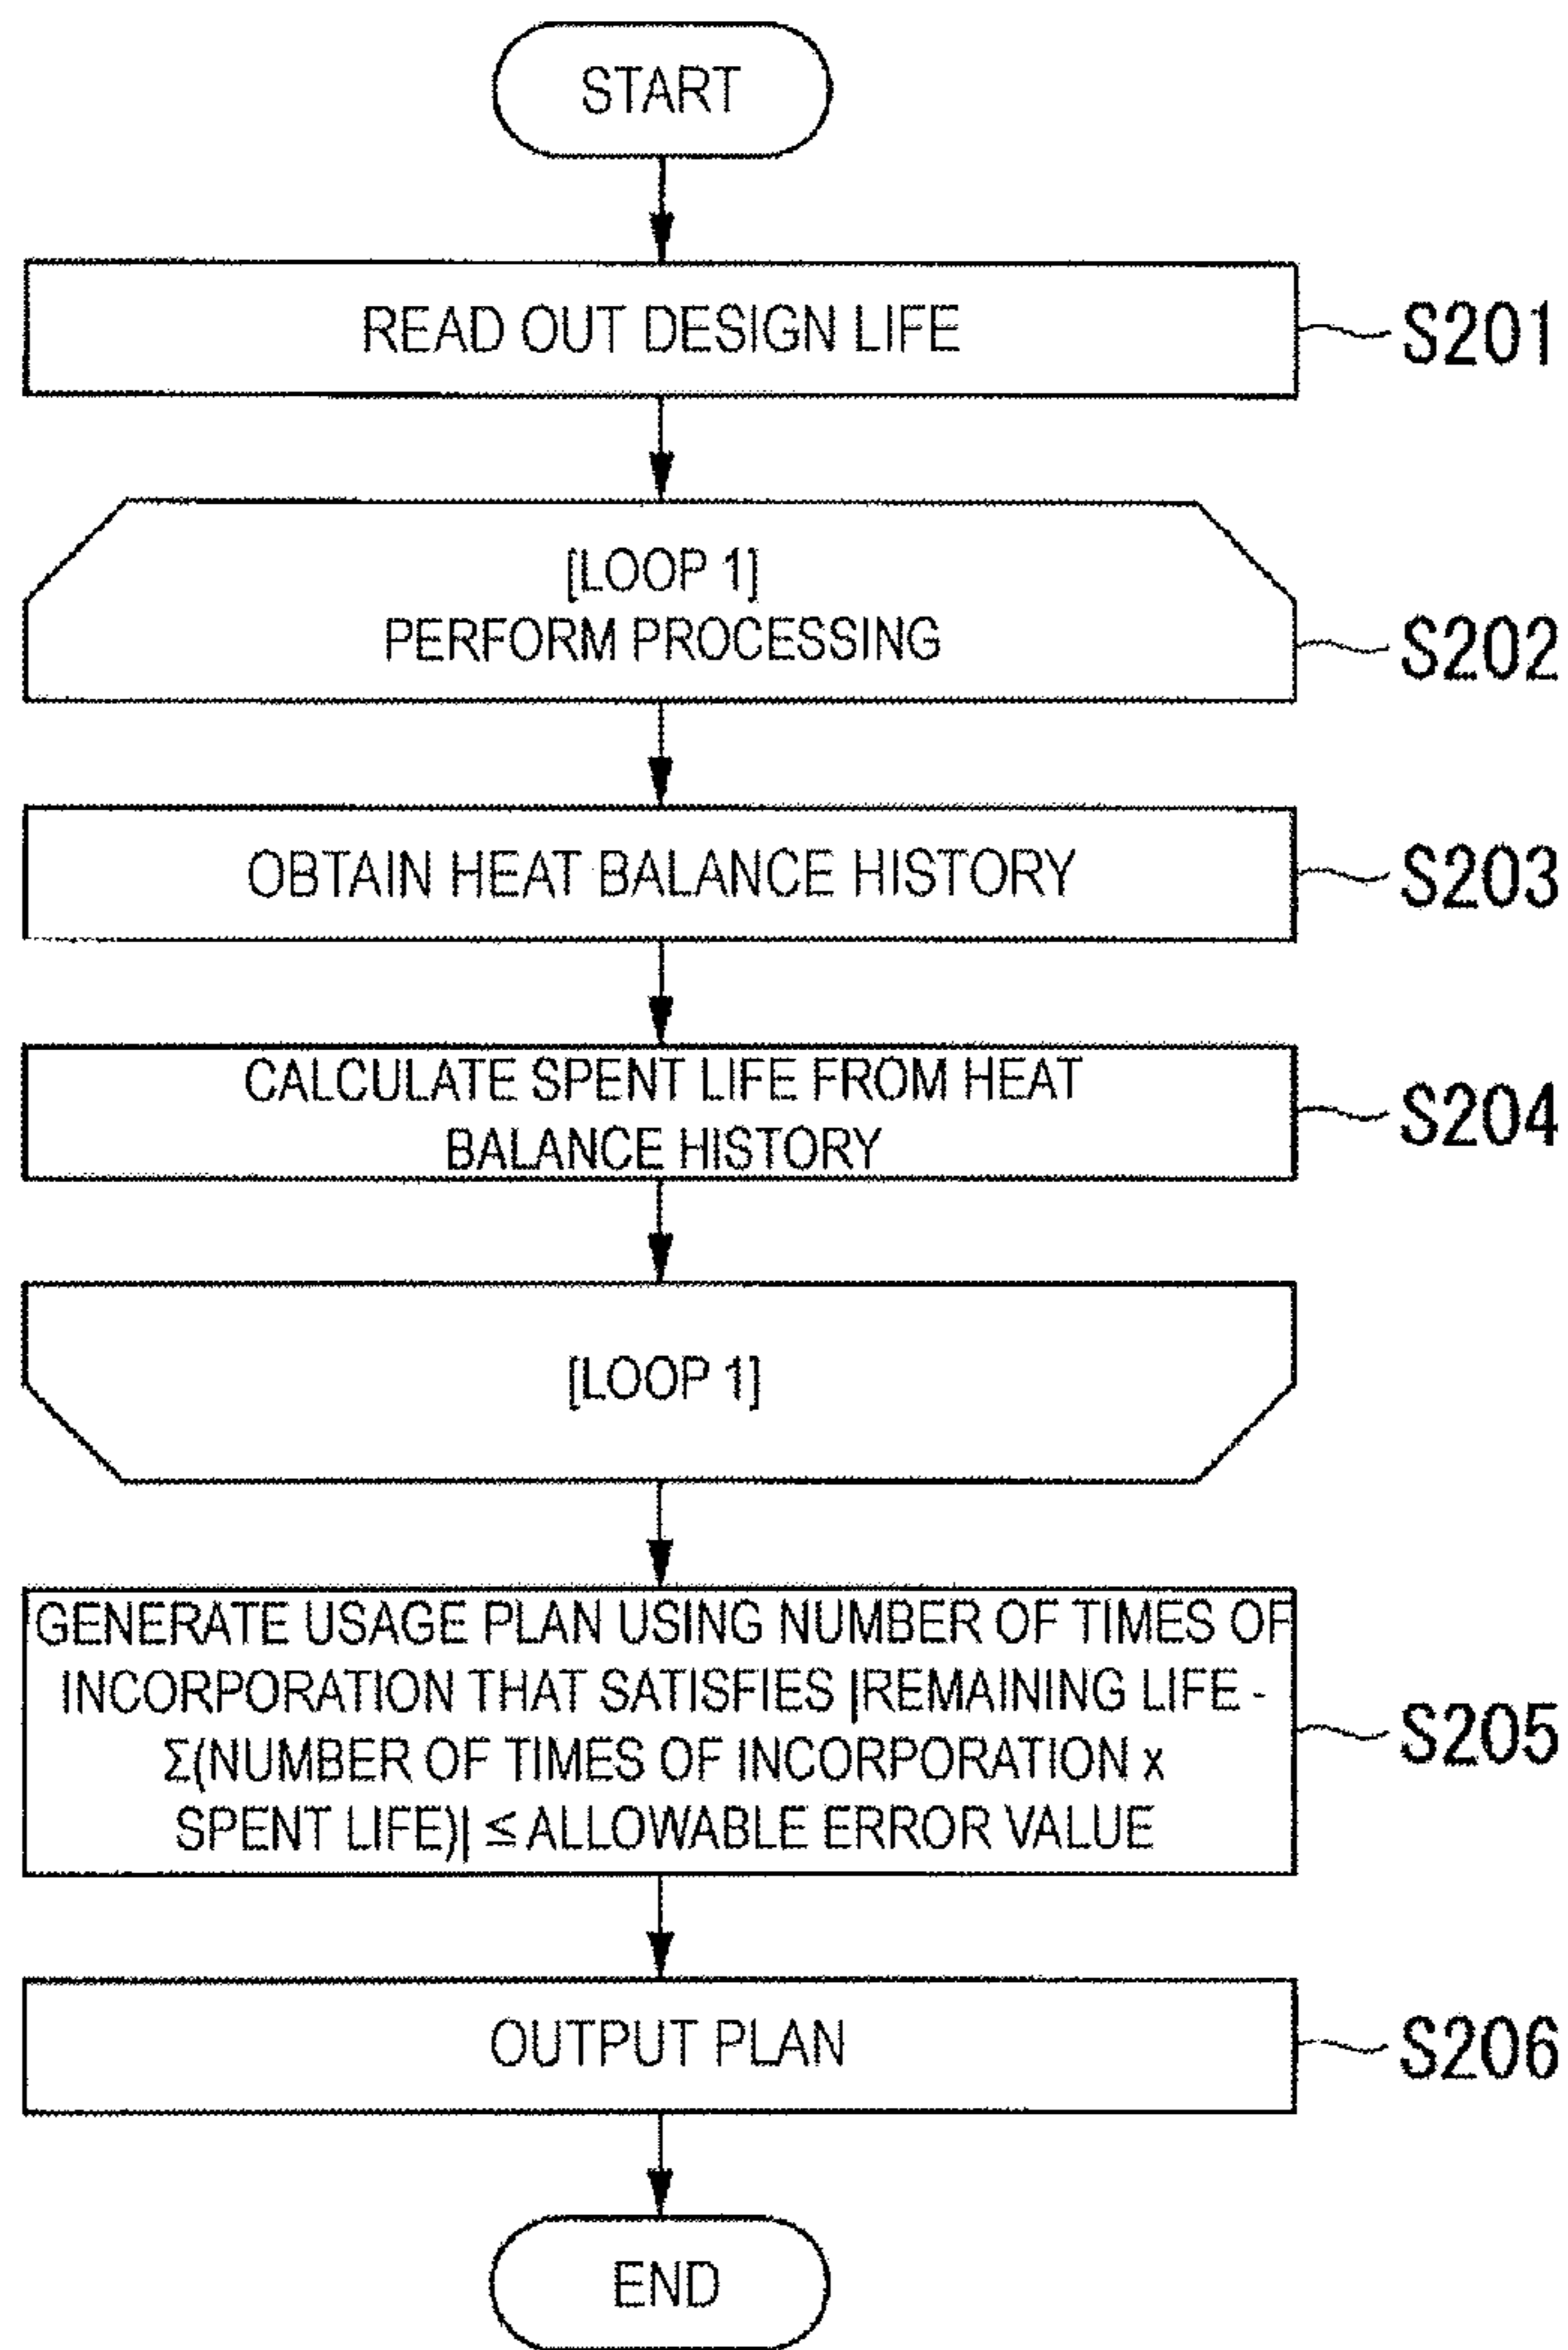 START
READ OUT DESIGN LIFE
S201
[LOOP 1]
PERFORM PROCESSING
S202
OBTAIN HEAT BALANCE HISTORY
S203
CALCULATE SPENT LIFE FROM HEAT
BALANCE HISTORY
S204
[LOOP 1]
GENERATE USAGE PLAN USING NUMBER OF TIMES OF
INCORPORATION THAT SATISFIES |REMAINING LIFE -
Σ(NUMBER OF TIMES OF INCORPORATION x
SPENT LIFE)| ≤ ALLOWABLE ERROR VALUE
S205
OUTPUT PLAN
S206
END